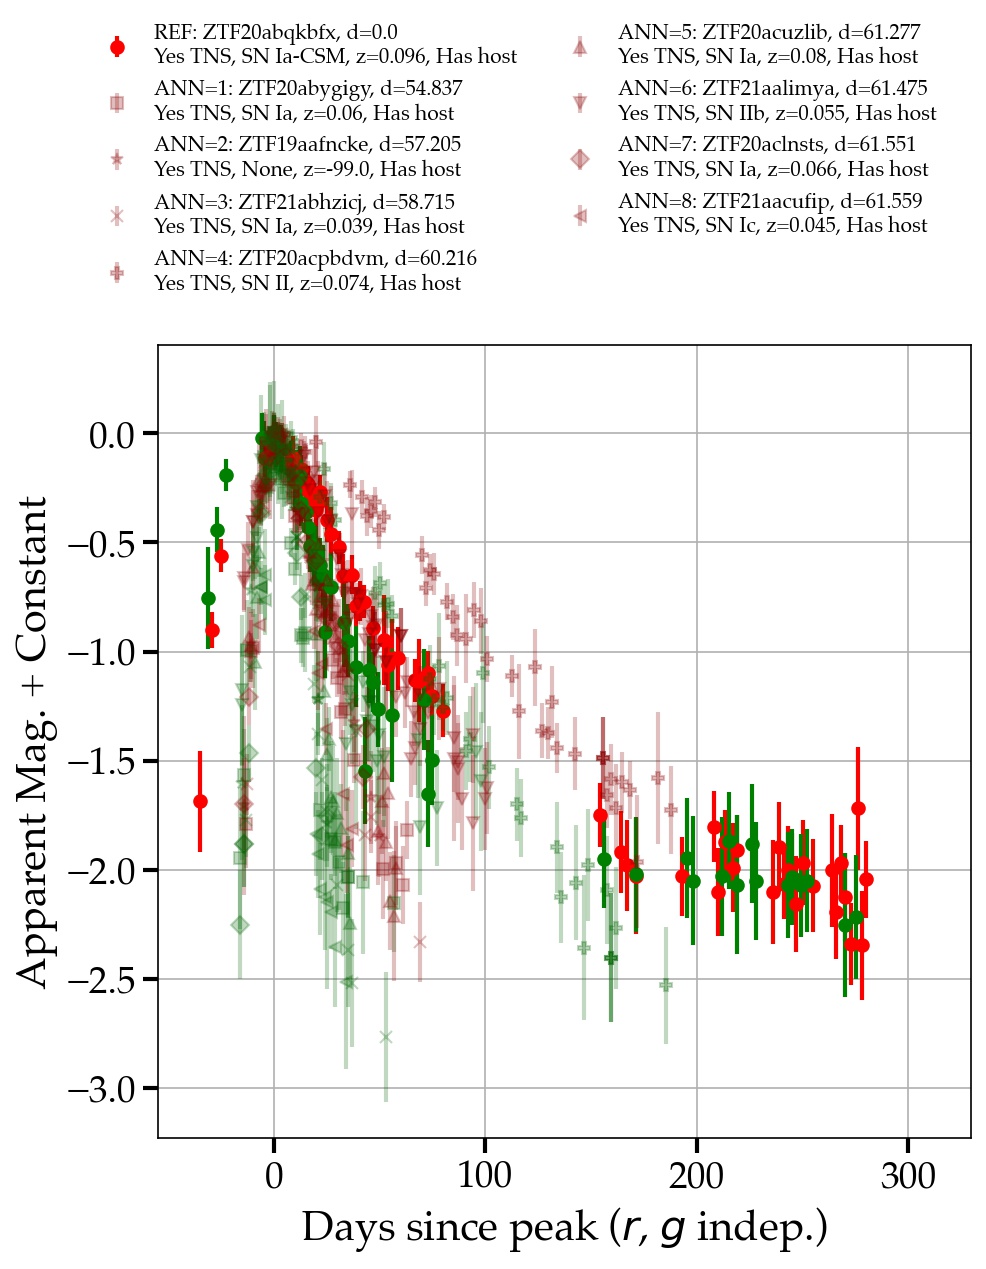 REF: ZTF20abqkbfx, d=0.0
Yes TNS, SN Ia-CSM, z=0.096, Has host
ANN=1: ZTF20abygigy, d=54.837
Yes TNS, SN Ia, z=0.06, Has host
ANN=2: ZTF19aafncke, d=57.205
Yes TNS, None, z=-99.0, Has host
ANN=3: ZTF21abhzicj, d=58.715
Yes TNS, SN Ia, z=0.039, Has host
ANN=4: ZTF20acpbdvm, d=60.216
Yes TNS, SN II, z=0.074, Has host
ANN=5: ZTF20acuzlib, d=61.277
Yes TNS, SN Ia, z=0.08, Has host
ANN=6: ZTF21aalimya, d=61.475
Yes TNS, SN IIb, z=0.055, Has host
ANN=7: ZTF20aclnsts, d=61.551
Yes TNS, SN Ia, z=0.066, Has host
ANN=8: ZTF21aacufip, d=61.559
Yes TNS, SN Ic, z=0.045, Has host
Apparent Mag. + Constant
0.0
−0.5
−1.0
−1.5
−2.0
−2.5
−3.0
0
100
200
300
Days since peak (r, g indep.)